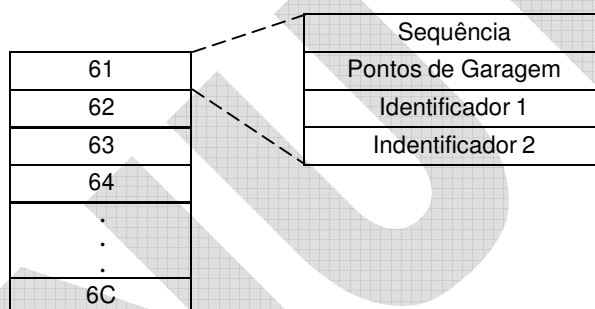 Sequência
61
Pontos de Garagem
62
Identificador 1
63
Indentificador 2
64
.
.
.
6C